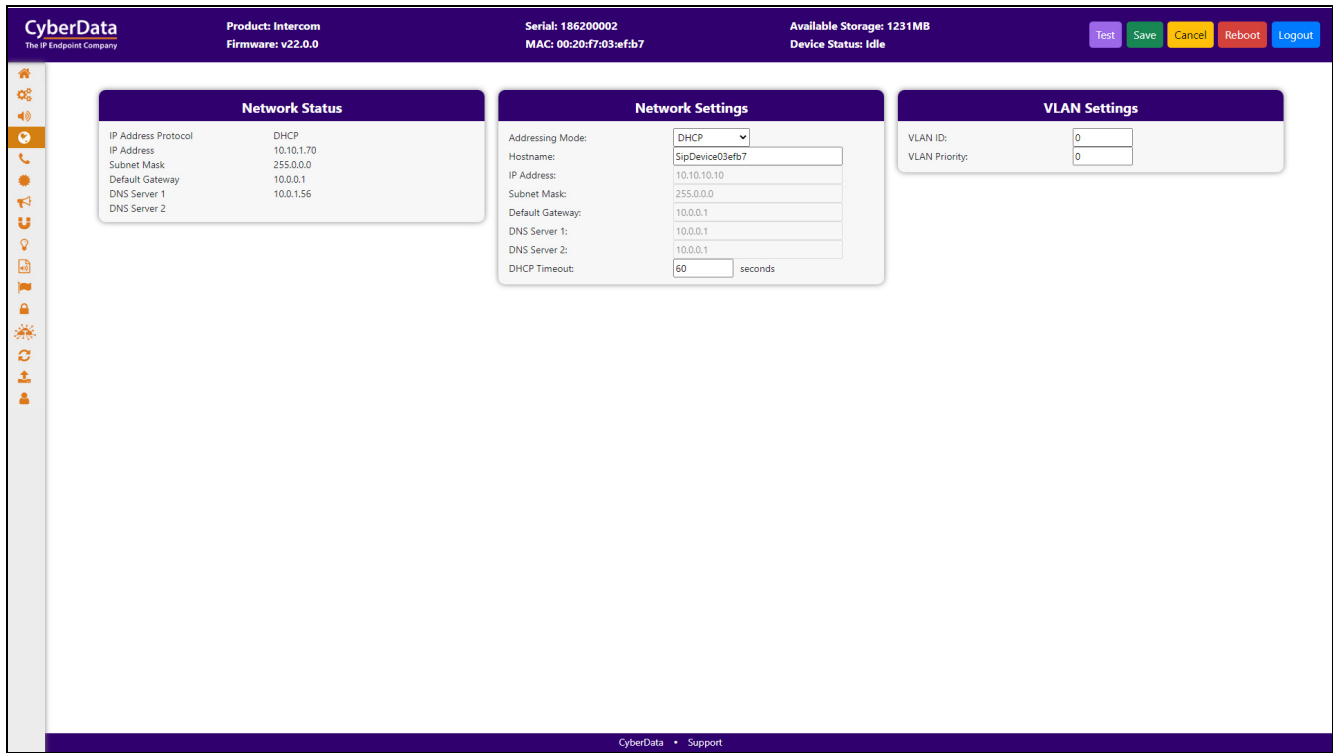 CyberData
The IP Endpoint Company
Product: Intercom
Firmware: v22.0.0
Serial: 186200002
MAC: 00:20:f7:03:ef:b7
Available Storage: 1231MB
Device Status: Idle
Test Save Cancel Reboot Logout
Network Status
IP Address Protocol DHCP
IP Address 10.10.1.70
Subnet Mask 255.0.0.0
Default Gateway 10.0.0.1
DNS Server 1 10.0.1.56
DNS Server 2
Network Settings
Addressing Mode: DHCP
Hostname: SipDevice03efb7
IP Address: 10.10.10.10
Subnet Mask: 255.0.0.0
Default Gateway: 10.0.0.1
DNS Server 1: 10.0.0.1
DNS Server 2: 10.0.0.1
DHCP Timeout: 60 seconds
VLAN Settings
VLAN ID: 0
VLAN Priority: 0
CyberData • Support